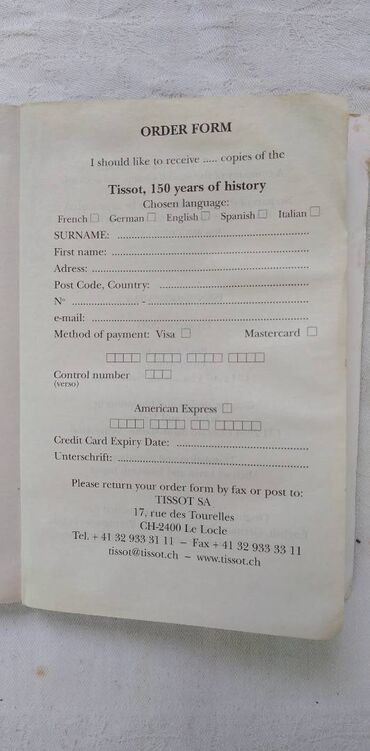 ORDER FORM
I should like to receive ..... copies of the
Tissot, 150 years of history
Chosen language:
French □ German □ English □ Spanish □ Italian □
SURNAME: ..........................................................
First name: ............................................................
Adress: ..................................................................
Post Code, Country: .........................................
Nº ...................... - .................................................
e-mail: ..................................................................
Method of payment: Visa □ Mastercard □
□□□□ □□□□ □□□□ □□□□
Control number □□□
(verso)
American Express □
□□□□ □□□□ □□ □□□□□
Credit Card Expiry Date: ....................................
Unterschrift: ........................................................
Please return your order form by fax or post to:
TISSOT SA
17, rue des Tourelles
CH-2400 Le Locle
Tel. + 41 32 933 31 11 – Fax + 41 32 933 33 11
tissot@tissot.ch – www.tissot.ch